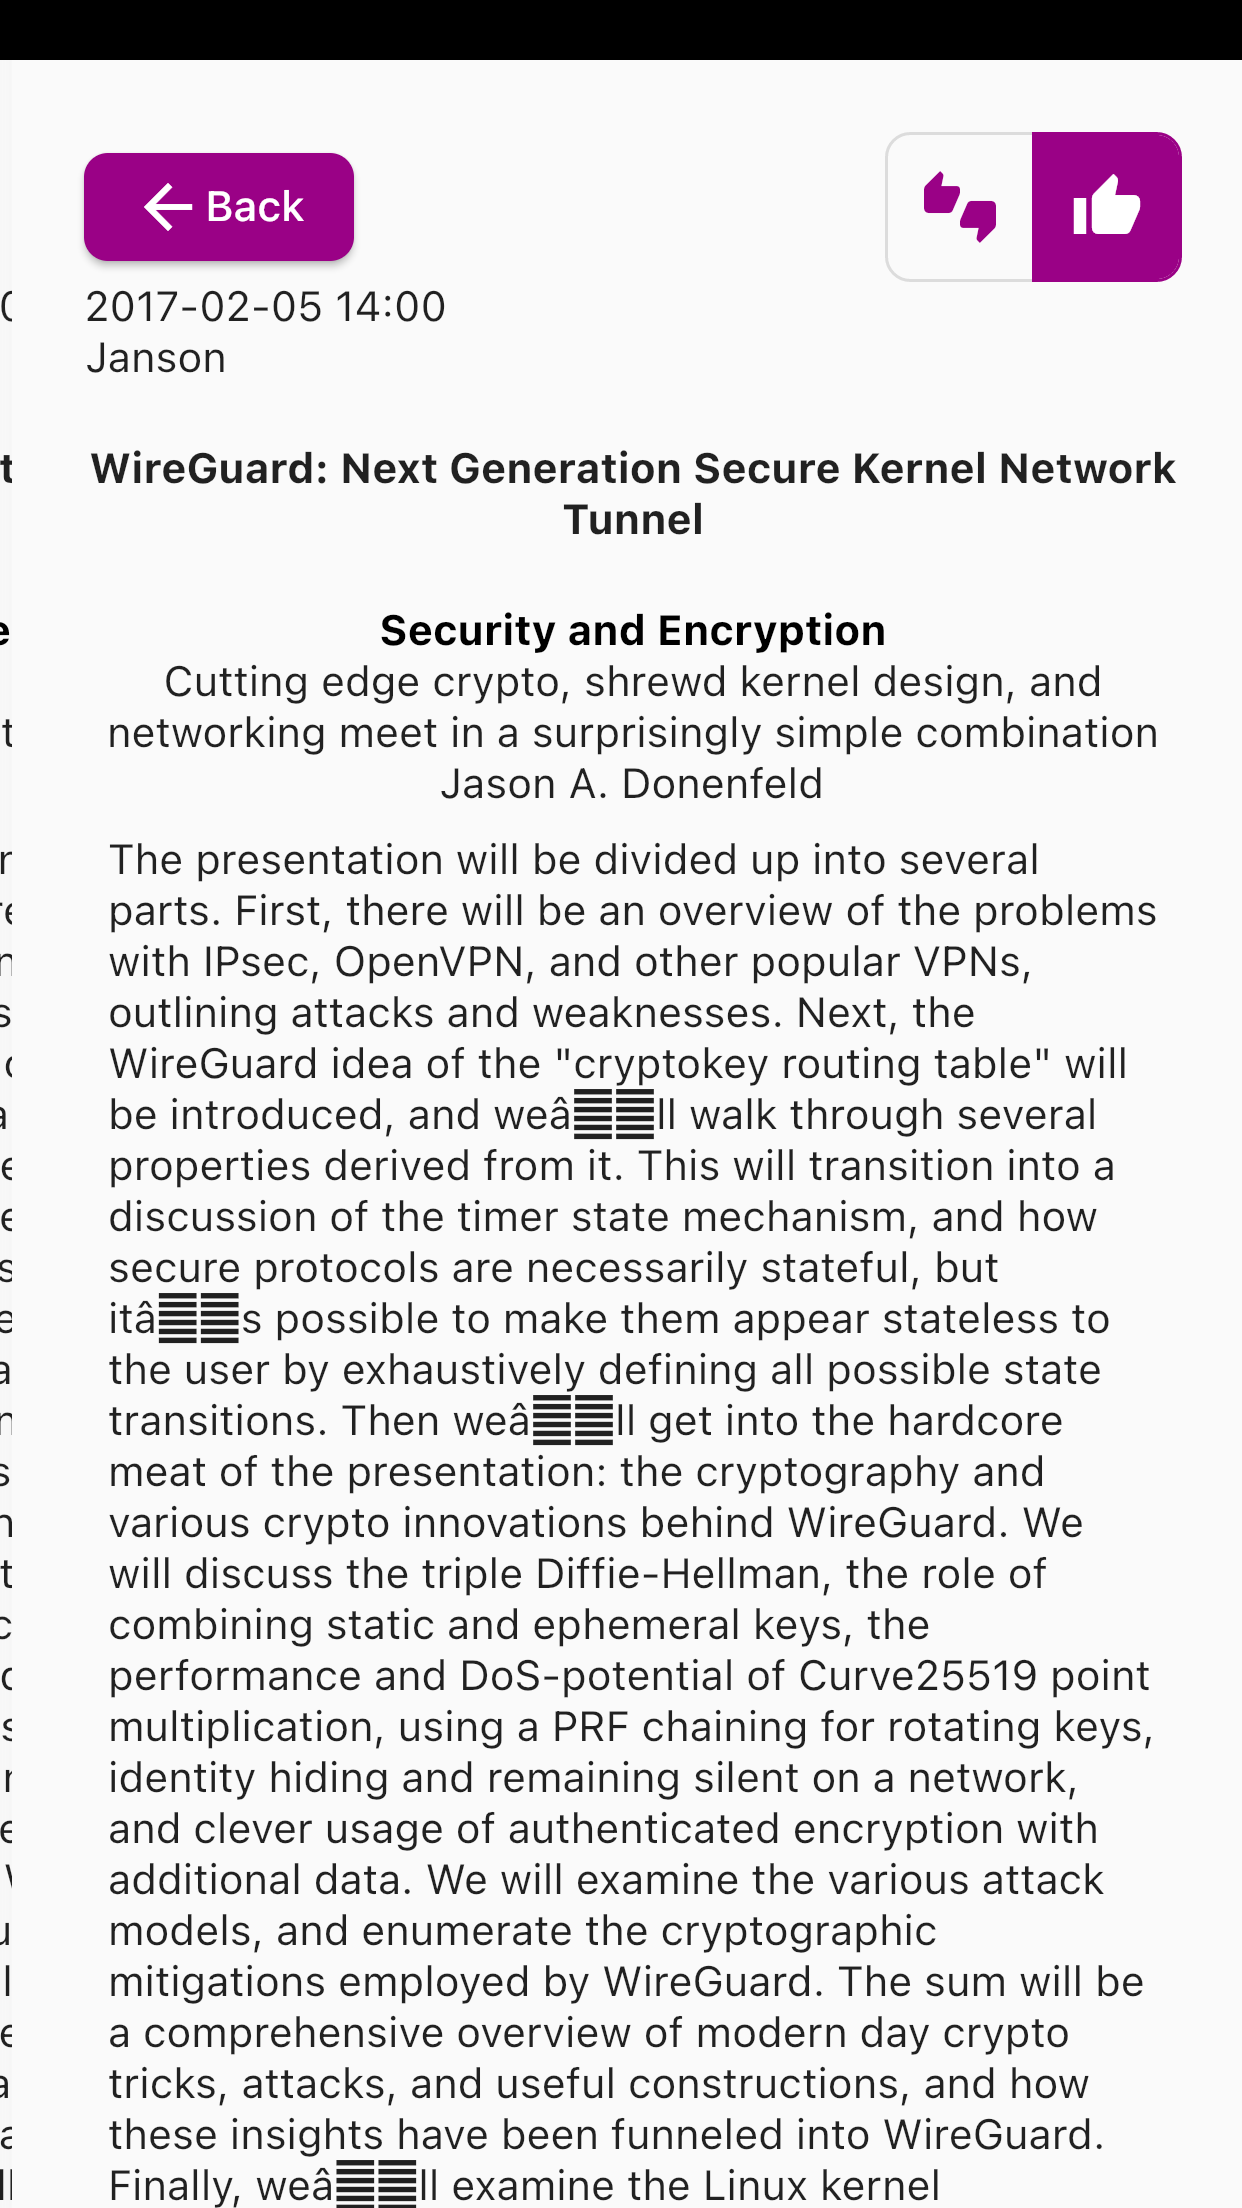 Back
2017-02-05 14:00
Janson
WireGuard: Next Generation Secure Kernel Network
Tunnel
Security and Encryption
Cutting edge crypto, shrewd kernel design, and
networking meet in a surprisingly simple combination
Jason A. Donenfeld
The presentation will be divided up into several
parts. First, there will be an overview of the problems
with IPsec, OpenVPN, and other popular VPNs,
outlining attacks and weaknesses. Next, the
WireGuard idea of the "cryptokey routing table" will
be introduced, and weâ𝌆𝌆ll walk through several
properties derived from it. This will transition into a
discussion of the timer state mechanism, and how
secure protocols are necessarily stateful, but
itâ𝌆𝌆s possible to make them appear stateless to
the user by exhaustively defining all possible state
transitions. Then weâ𝌆𝌆ll get into the hardcore
meat of the presentation: the cryptography and
various crypto innovations behind WireGuard. We
will discuss the triple Diffie-Hellman, the role of
combining static and ephemeral keys, the
performance and DoS-potential of Curve25519 point
multiplication, using a PRF chaining for rotating keys,
identity hiding and remaining silent on a network,
and clever usage of authenticated encryption with
additional data. We will examine the various attack
models, and enumerate the cryptographic
mitigations employed by WireGuard. The sum will be
a comprehensive overview of modern day crypto
tricks, attacks, and useful constructions, and how
these insights have been funneled into WireGuard.
Finally, weâ𝌆𝌆ll examine the Linux kernel